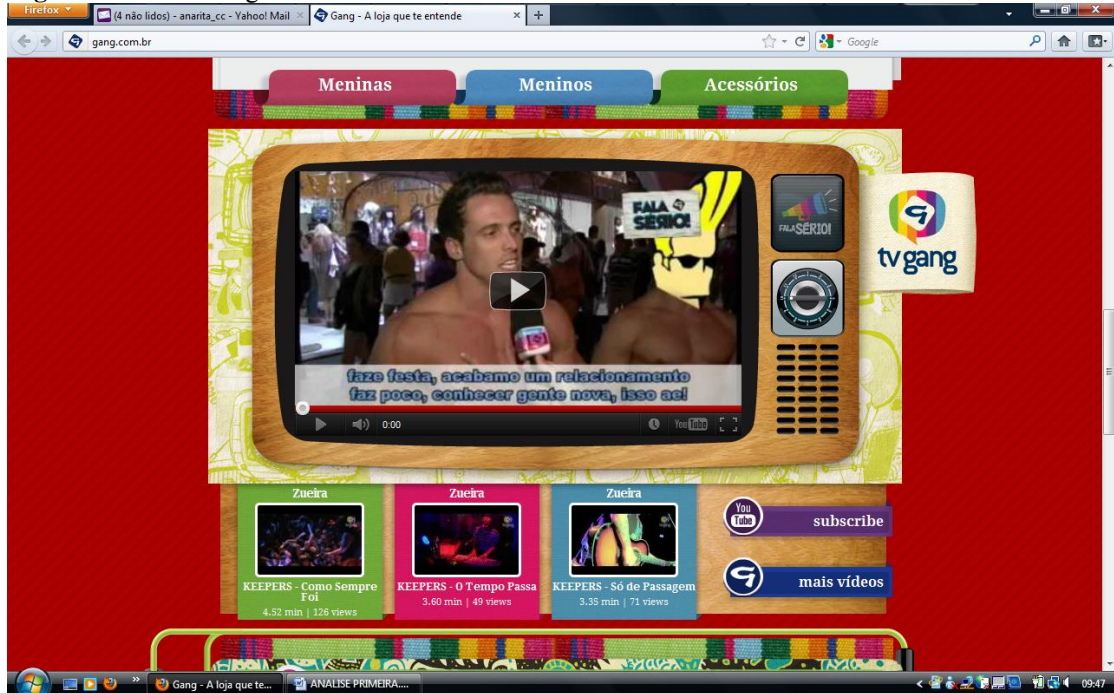 Firefox
(4 não lidos) - anarita_cc - Yahoo! Mail
Gang - A loja que te entende
gang.com.br
Google
Meninas
Meninos
Acessórios
FALA
SÉRIO!
FALA SÉRIO!
tv gang
faze festa, acabamo um relacionamento
faz poco, conhecer gente nova, isso ae!
0:00
YouTube
Zueira
Zueira
Zueira
KEEPERS - Como Sempre
Foi
4.52 min | 126 views
KEEPERS - O Tempo Passa
3.60 min | 49 views
KEEPERS - Só de Passagem
3.35 min | 71 views
You
Tube
subscribe
mais vídeos
Gang - A loja que te...
ANALISE PRIMEIRA....
09:47